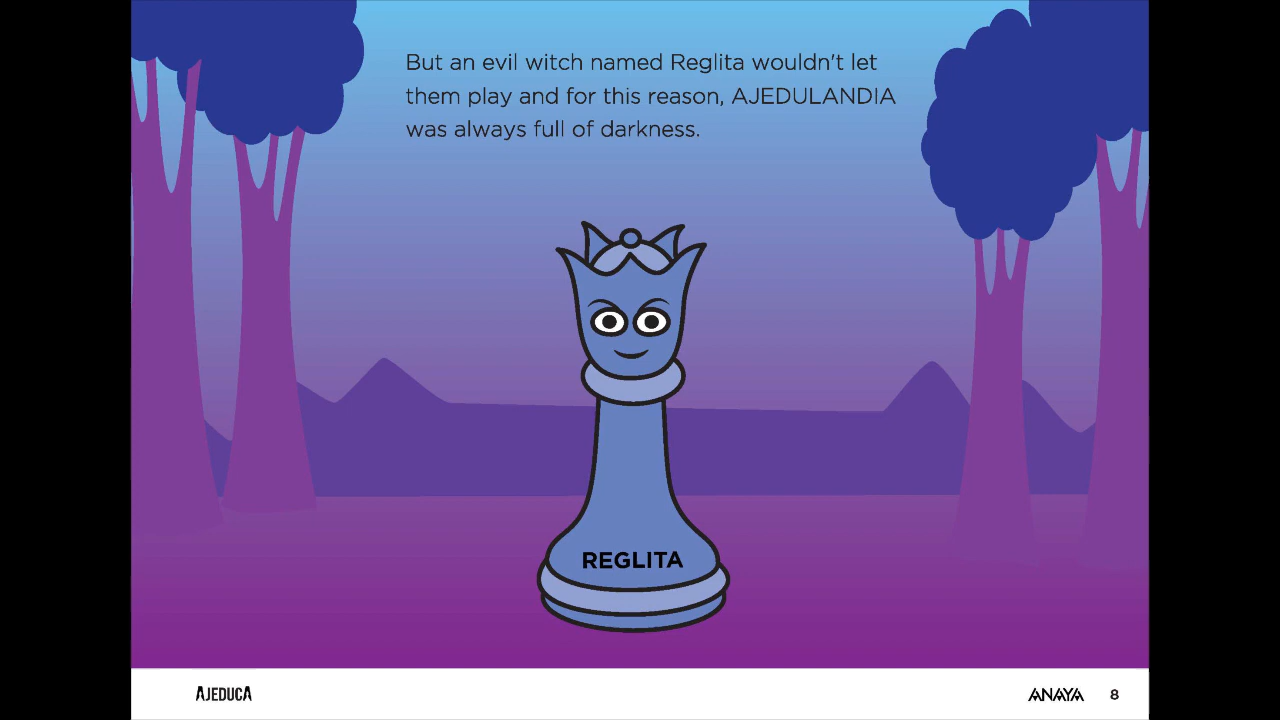 But an evil witch named Reglita wouldn't let
them play and for this reason, AJEDULANDIA
was always full of darkness.
REGLITA
AJEDUCA
ANAYA 8